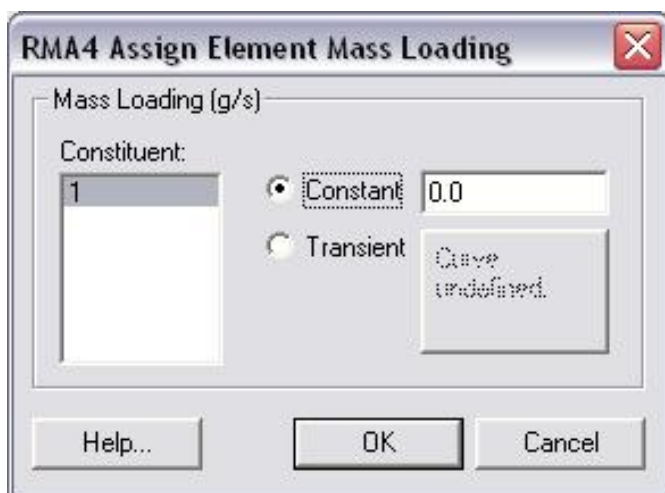 RMA4 Assign Element Mass Loading
Mass Loading (g/s)
Constituent:
1
Constant
0.0
Transient
Curve
undefined.
Help...
OK
Cancel